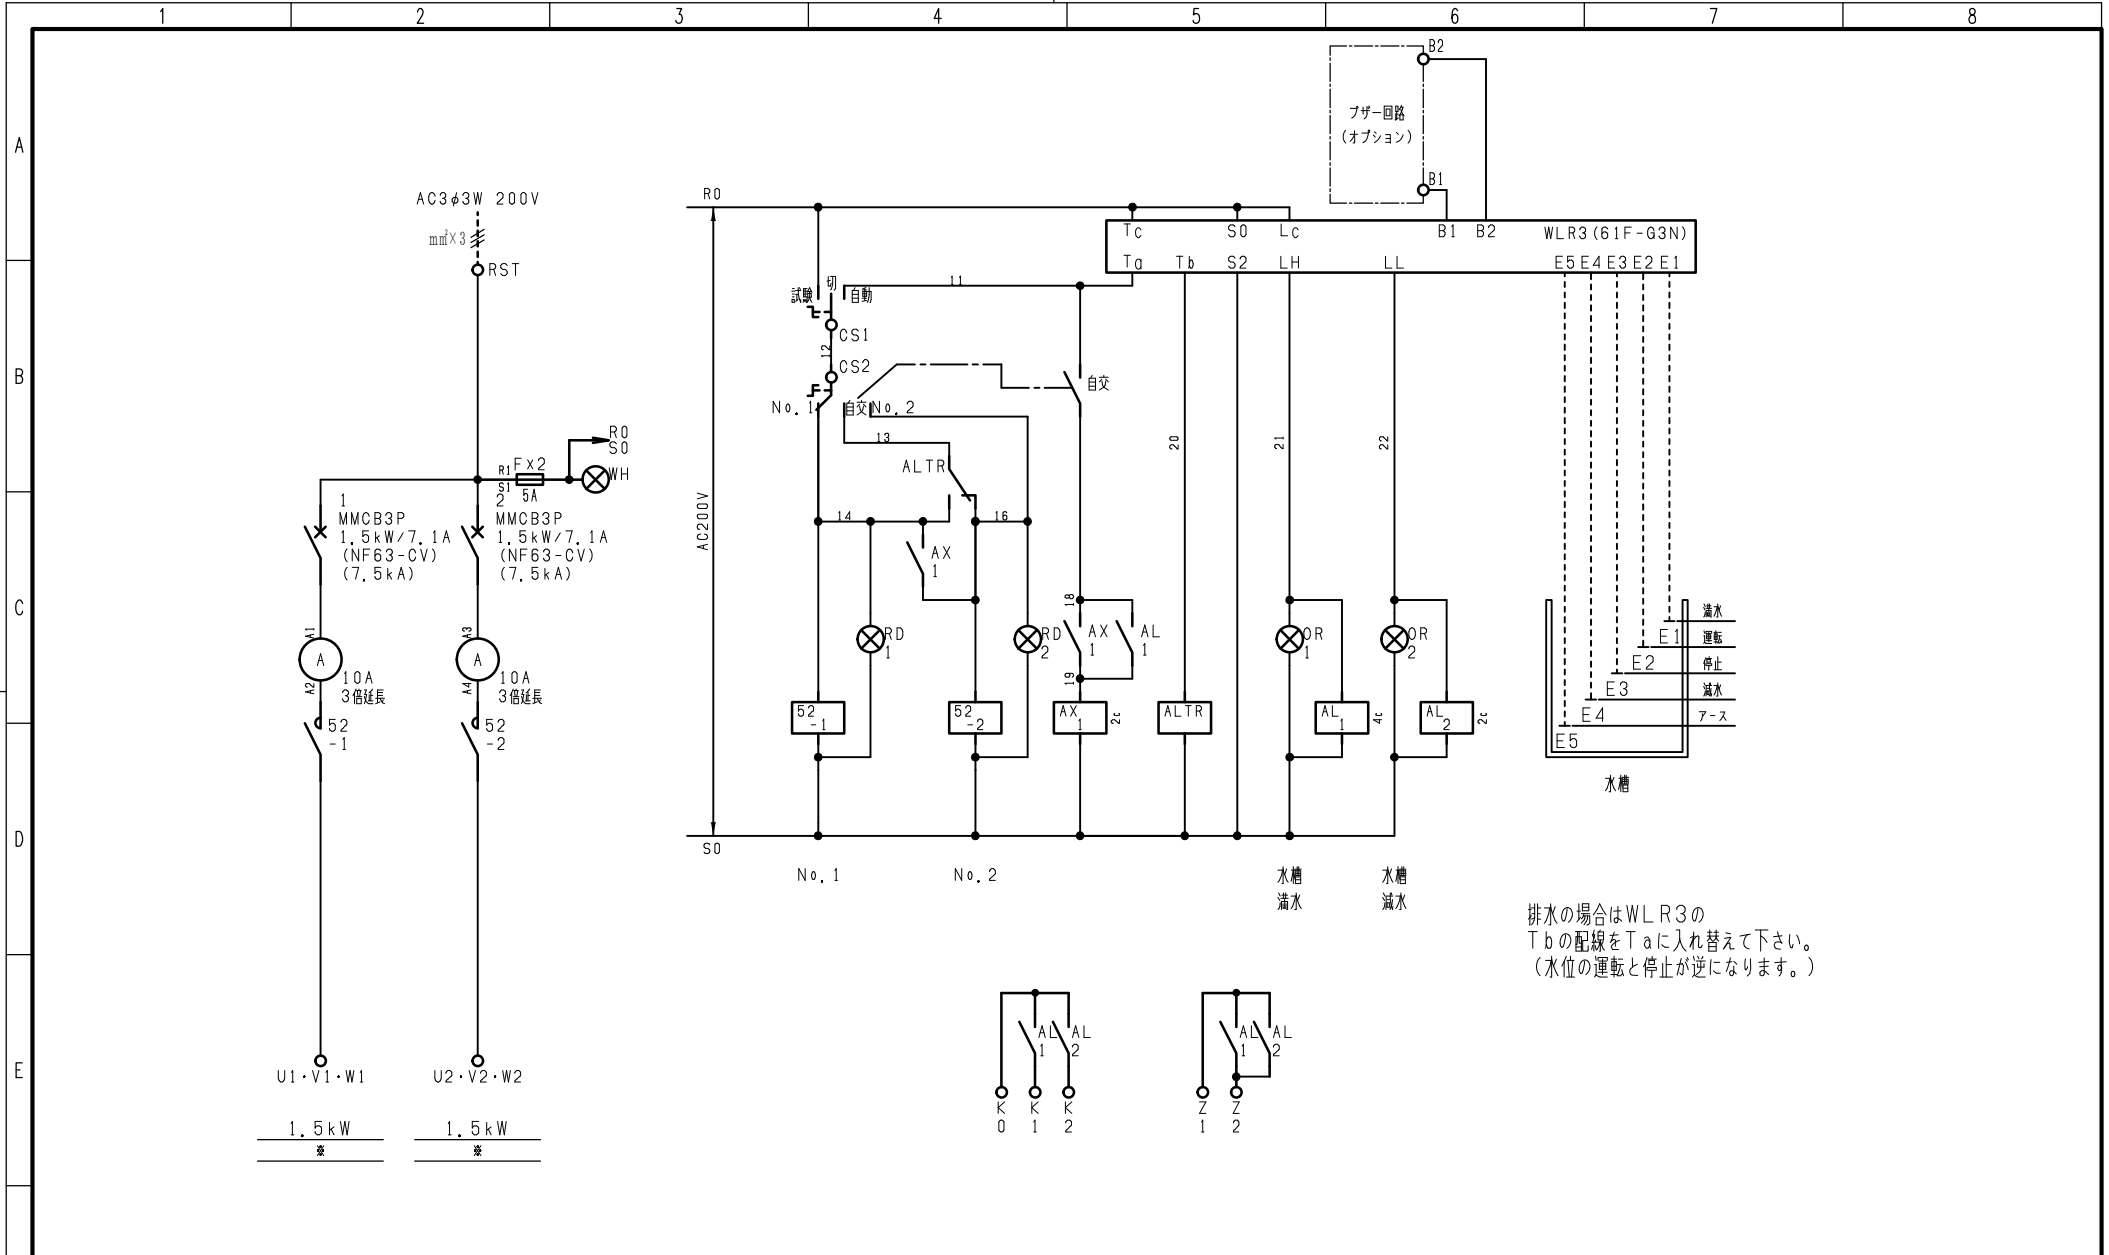 1 2 3 4 5 6 7 8
A
B
C
D
E
AC3φ3W 200V
mm²×3
RST
R1
S1
F×2
5A
R0
S0
WH
1
MMCB3P
1.5kW/7.1A
(NF63-CV)
(7.5kA)
2
MMCB3P
1.5kW/7.1A
(NF63-CV)
(7.5kA)
A1
A
A2
10A
3倍延長
A3
A
A4
10A
3倍延長
52
-1
52
-2
U1・V1・W1
U2・V2・W2
1.5kW
※
1.5kW
※
R0
AC200V
S0
ブザー回路
(オプション)
B2
B1
Tc S0 Lc B1 B2 WLR3(61F-G3N)
Ta Tb S2 LH LL E5 E4 E3 E2 E1
試験 切 自動
11
CS1
12
CS2
No.1 自交 No.2
自交
13
ALTR
14
16
AX
1
20
21
22
18
19
RD
1
RD
2
AX
1
AL
1
OR
1
OR
2
52
-1
52
-2
AX
1
2c
ALTR
AL
1
4c
AL
2
2c
満水
E1 運転
E2 停止
E3 減水
E4 アース
E5
水槽
No.1
No.2
水槽
満水
水槽
減水
排水の場合はWLR3の
Tbの配線をTaに入れ替えて下さい。
(水位の運転と停止が逆になります。)
AL
1
AL
2
K
0
K
1
K
2
AL
1
AL
2
Z
1
Z
2